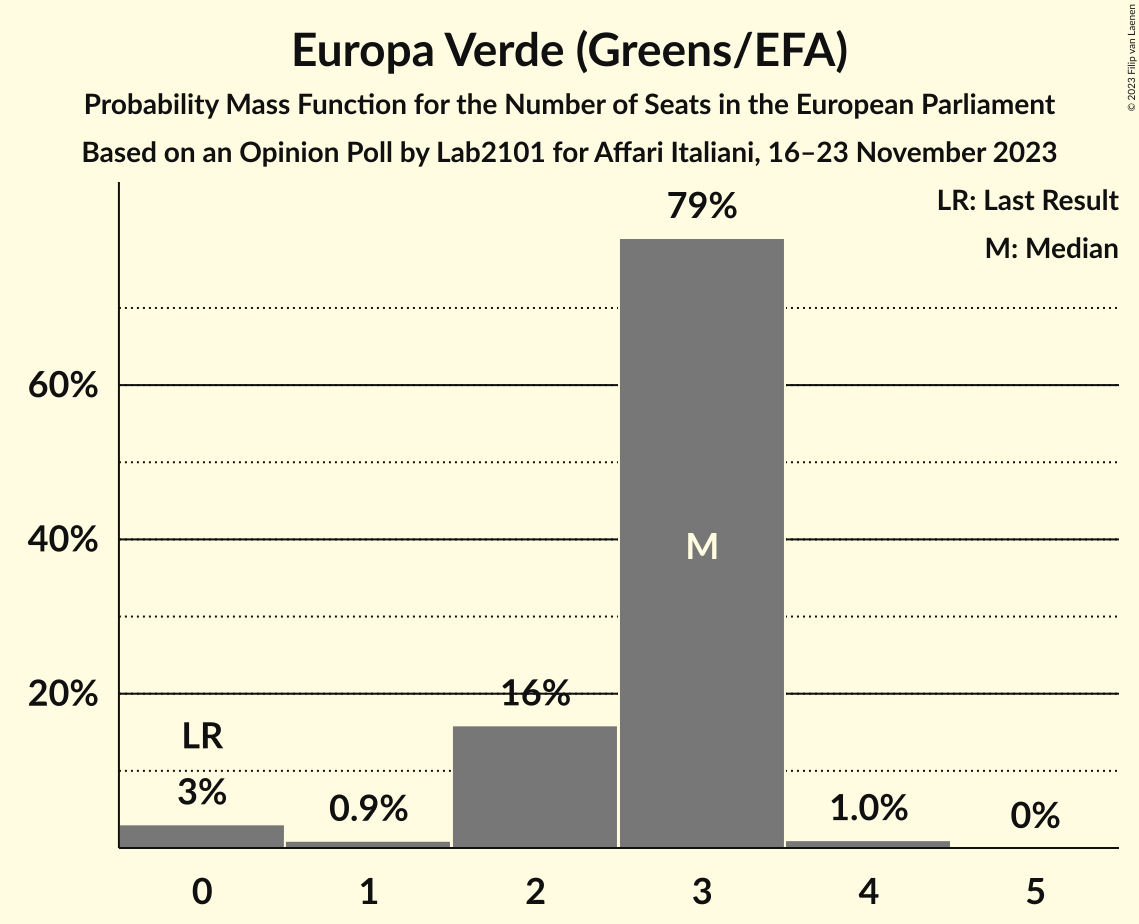 Europa Verde (Greens/EFA)
Probability Mass Function for the Number of Seats in the European Parliament
Based on an Opinion Poll by Lab2101 for Affari Italiani, 16–23 November 2023
© 2023 Filip van Laenen
LR: Last Result
M: Median
79%
60%
40%
M
20%
16%
LR
3%
0.9%
1.0%
0%
0 1 2 3 4 5